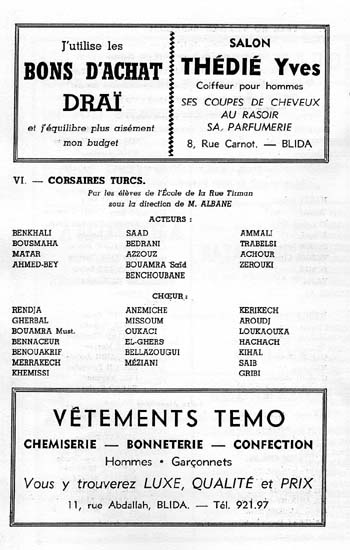 J'utilise les
BONS D'ACHAT
DRAÏ
et j'équilibre plus aisément
mon budget
SALON
THÉDIÉ Yves
Coiffeur pour hommes
SES COUPES DE CHEVEUX
AU RASOIR
SA PARFUMERIE
8, Rue Carnot. — BLIDA
VI. — CORSAIRES TURCS.
Par les élèves de l'École de la Rue Tirman
sous la direction de M. ALBANE
ACTEURS :
BENKHALI SAAD AMMALI
BOUSMAHA BEDRANI TRABELSI
MATAR AZZOUZ ACHOUR
AHMED-BEY BOUAMRA Saïd ZEROUKI
BENCHOUBANE
CHŒUR :
RENDJA ANEMICHE KERIKECH
GHERBAL MISSOUM AROUDJ
BOUAMRA Must. OUKACI LOUKAOUKA
BENNACEUR EL-GHERS HACHACH
BENOUAKRIF BELLAZOUGUI KIHAL
MERRAKECH MÉZIANI SAIB
KHEMISSI GRIBI
VÊTEMENTS TEMO
CHEMISERIE — BONNETERIE — CONFECTION
Hommes • Garçonnets
Vous y trouverez LUXE, QUALITÉ et PRIX
11, rue Abdallah, BLIDA. — Tél. 921.97